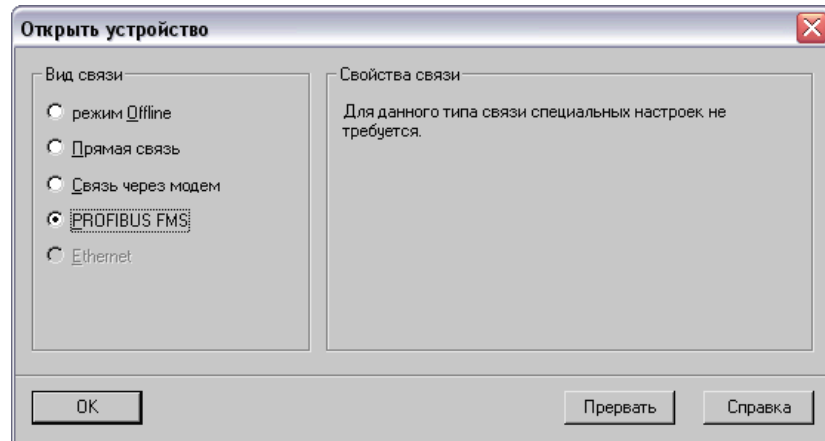 Открыть устройство
Вид связи
режим Offline
Прямая связь
Связь через модем
PROFIBUS FMS
Ethernet
Свойства связи
Для данного типа связи специальных настроек не
требуется.
OK
Прервать
Справка